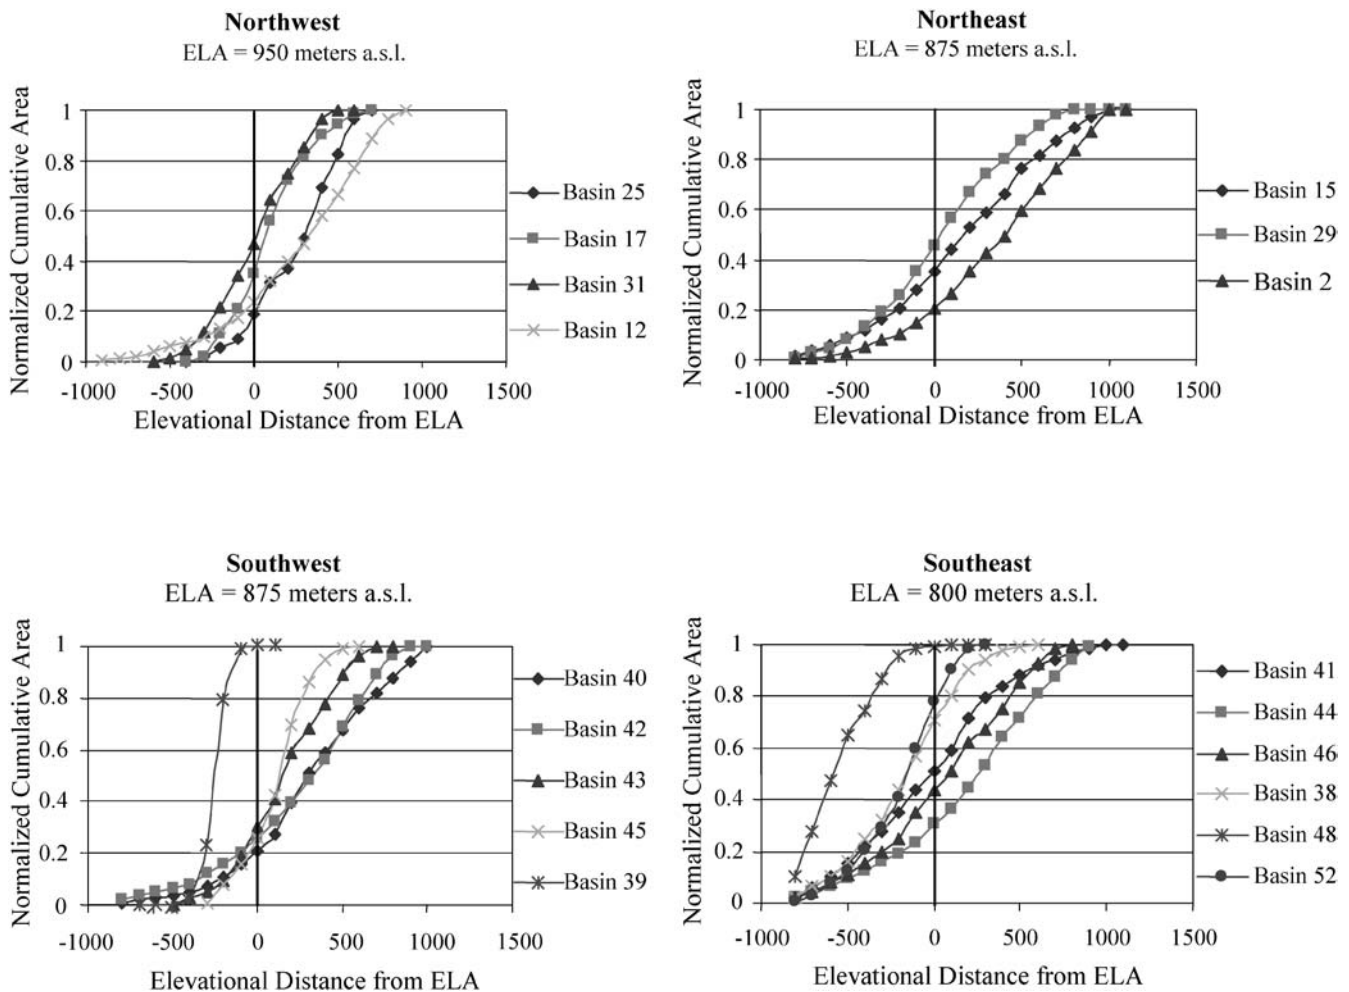 Northwest
ELA = 950 meters a.s.l.
Normalized Cumulative Area
1
0.8
0.6
0.4
0.2
0
-1000
-500
0
500
1000
1500
Elevational Distance from ELA
Basin 25
Basin 17
Basin 31
Basin 12
Northeast
ELA = 875 meters a.s.l.
Normalized Cumulative Area
1
0.8
0.6
0.4
0.2
0
-1000
-500
0
500
1000
1500
Elevational Distance from ELA
Basin 15
Basin 29
Basin 2
Southwest
ELA = 875 meters a.s.l.
Normalized Cumulative Area
1
0.8
0.6
0.4
0.2
0
-1000
-500
0
500
1000
1500
Elevational Distance from ELA
Basin 40
Basin 42
Basin 43
Basin 45
Basin 39
Southeast
ELA = 800 meters a.s.l.
Normalized Cumulative Area
1
0.8
0.6
0.4
0.2
0
-1000
-500
0
500
1000
1500
Elevational Distance from ELA
Basin 41
Basin 44
Basin 46
Basin 38
Basin 48
Basin 52